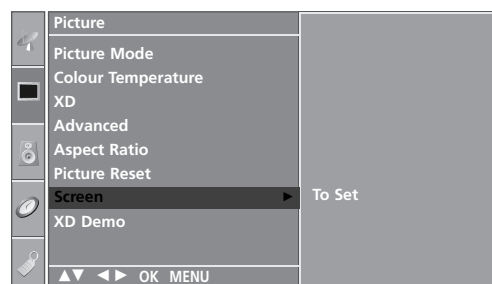 Picture
Picture Mode
Colour Temperature
XD
Advanced
Aspect Ratio
Picture Reset
Screen ► To Set
XD Demo
▲▼ ◄► OK MENU